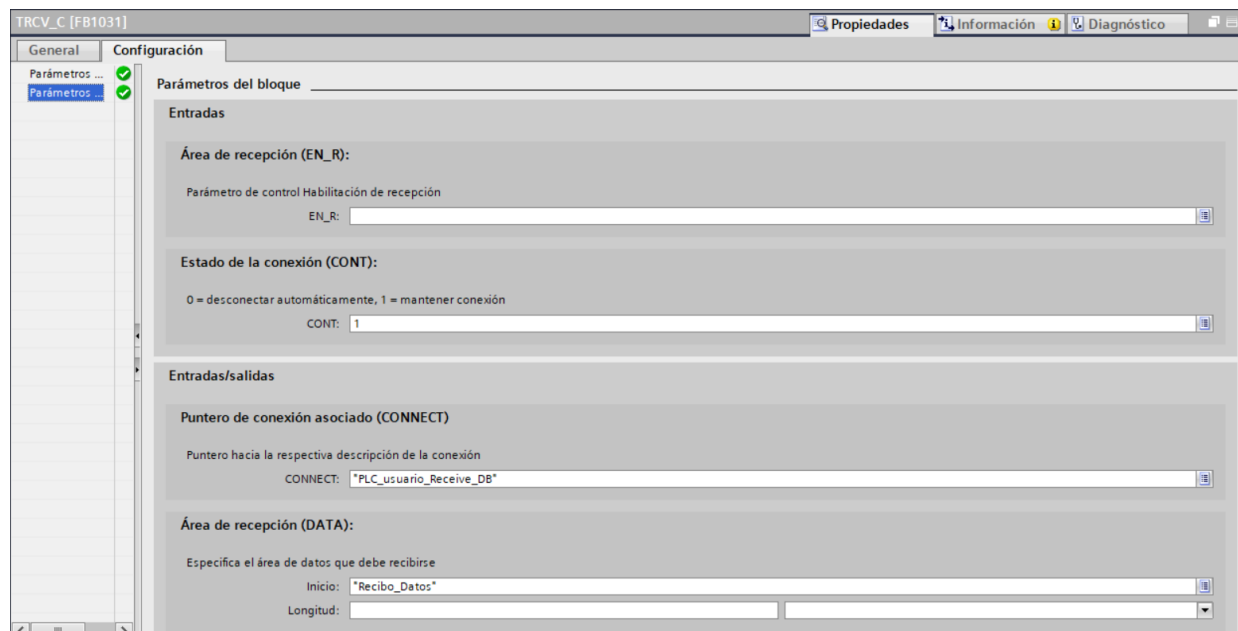 TRCV_C [FB1031]
Propiedades
Información
Diagnóstico
General
Configuración
Parámetros ...
Parámetros ...
Parámetros del bloque
Entradas
Área de recepción (EN_R):
Parámetro de control Habilitación de recepción
EN_R:
Estado de la conexión (CONT):
0 = desconectar automáticamente, 1 = mantener conexión
CONT: 1
Entradas/salidas
Puntero de conexión asociado (CONNECT)
Puntero hacia la respectiva descripción de la conexión
CONNECT: "PLC_usuario_Receive_DB"
Área de recepción (DATA):
Especifica el área de datos que debe recibirse
Inicio: "Recibo_Datos"
Longitud: